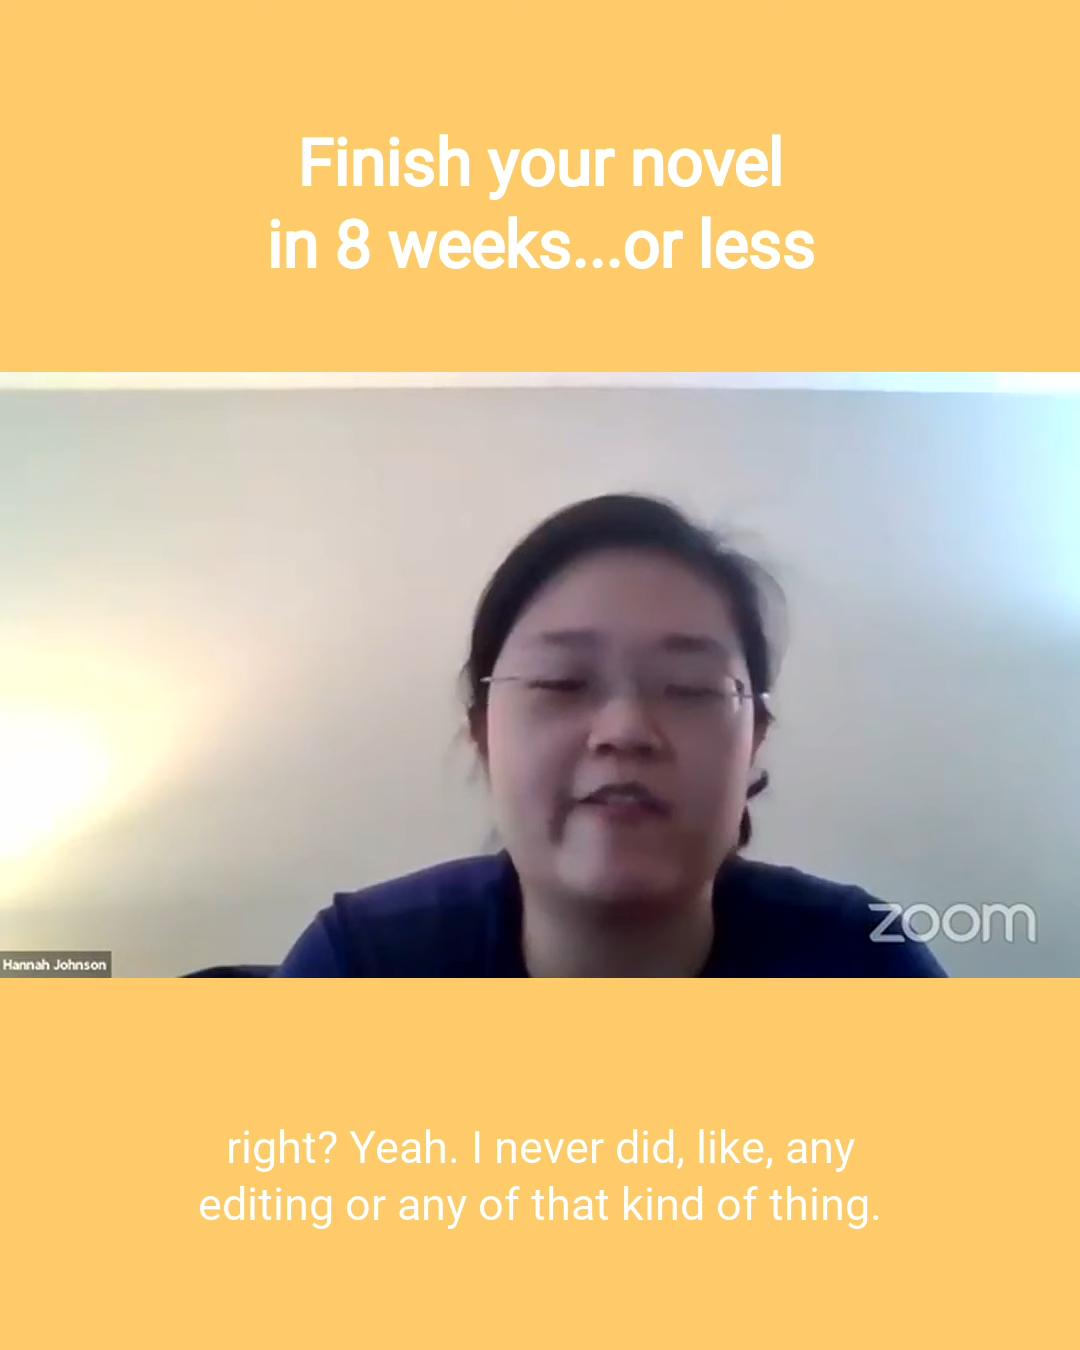 Finish your novel
in 8 weeks...or less
zoom
Hannah Johnson
right? Yeah. I never did, like, any
editing or any of that kind of thing.